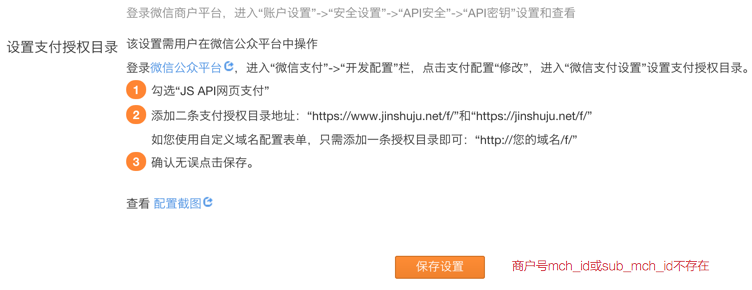 登录微信商户平台，进入“账户设置”->“安全设置”->“API安全”->“API密钥”设置和查看
设置支付授权目录
该设置需用户在微信公众平台中操作
登录微信公众平台，进入“微信支付”->“开发配置”栏，点击支付配置“修改”，进入“微信支付设置”设置支付授权目录。
1 勾选“JS API网页支付”
2 添加二条支付授权目录地址：“https://www.jinshuju.net/f/”和“https://jinshuju.net/f/”
如您使用自定义域名配置表单，只需添加一条授权目录即可：“http://您的域名/f/”
3 确认无误点击保存。
查看 配置截图
保存设置 商户号mch_id或sub_mch_id不存在